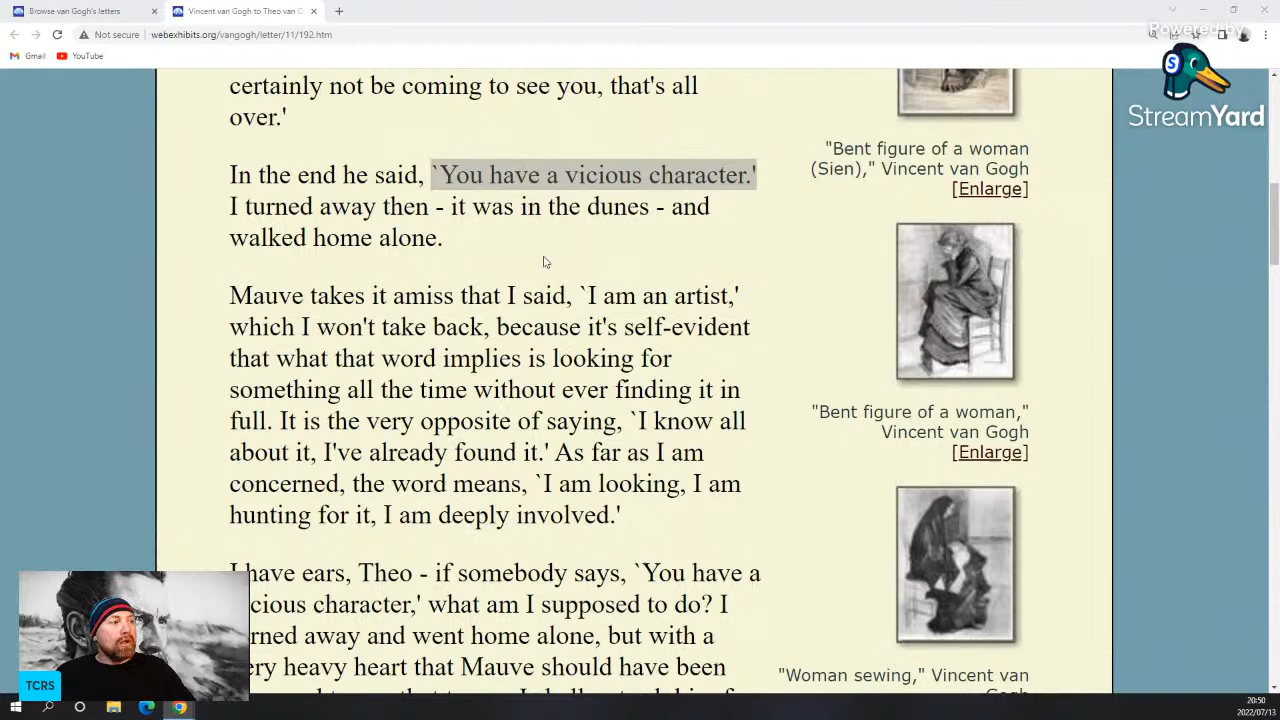 Browse van Gogh's letters
Vincent van Gogh to Theo van G
Not secure
webexhibits.org/vangogh/letter/11/192.htm
Gmail
YouTube
Powered by
StreamYard
certainly not be coming to see you, that's all
over.'
In the end he said, `You have a vicious character.'
I turned away then - it was in the dunes - and
walked home alone.
Mauve takes it amiss that I said, `I am an artist,'
which I won't take back, because it's self-evident
that what that word implies is looking for
something all the time without ever finding it in
full. It is the very opposite of saying, `I know all
about it, I've already found it.' As far as I am
concerned, the word means, `I am looking, I am
hunting for it, I am deeply involved.'
I have ears, Theo - if somebody says, `You have a
cious character,' what am I supposed to do? I
rned away and went home alone, but with a
ery heavy heart that Mauve should have been
"Bent figure of a woman
(Sien)," Vincent van Gogh
[Enlarge]
"Bent figure of a woman,"
Vincent van Gogh
[Enlarge]
"Woman sewing," Vincent van
Gogh
TCRS
20:50
2022/07/13